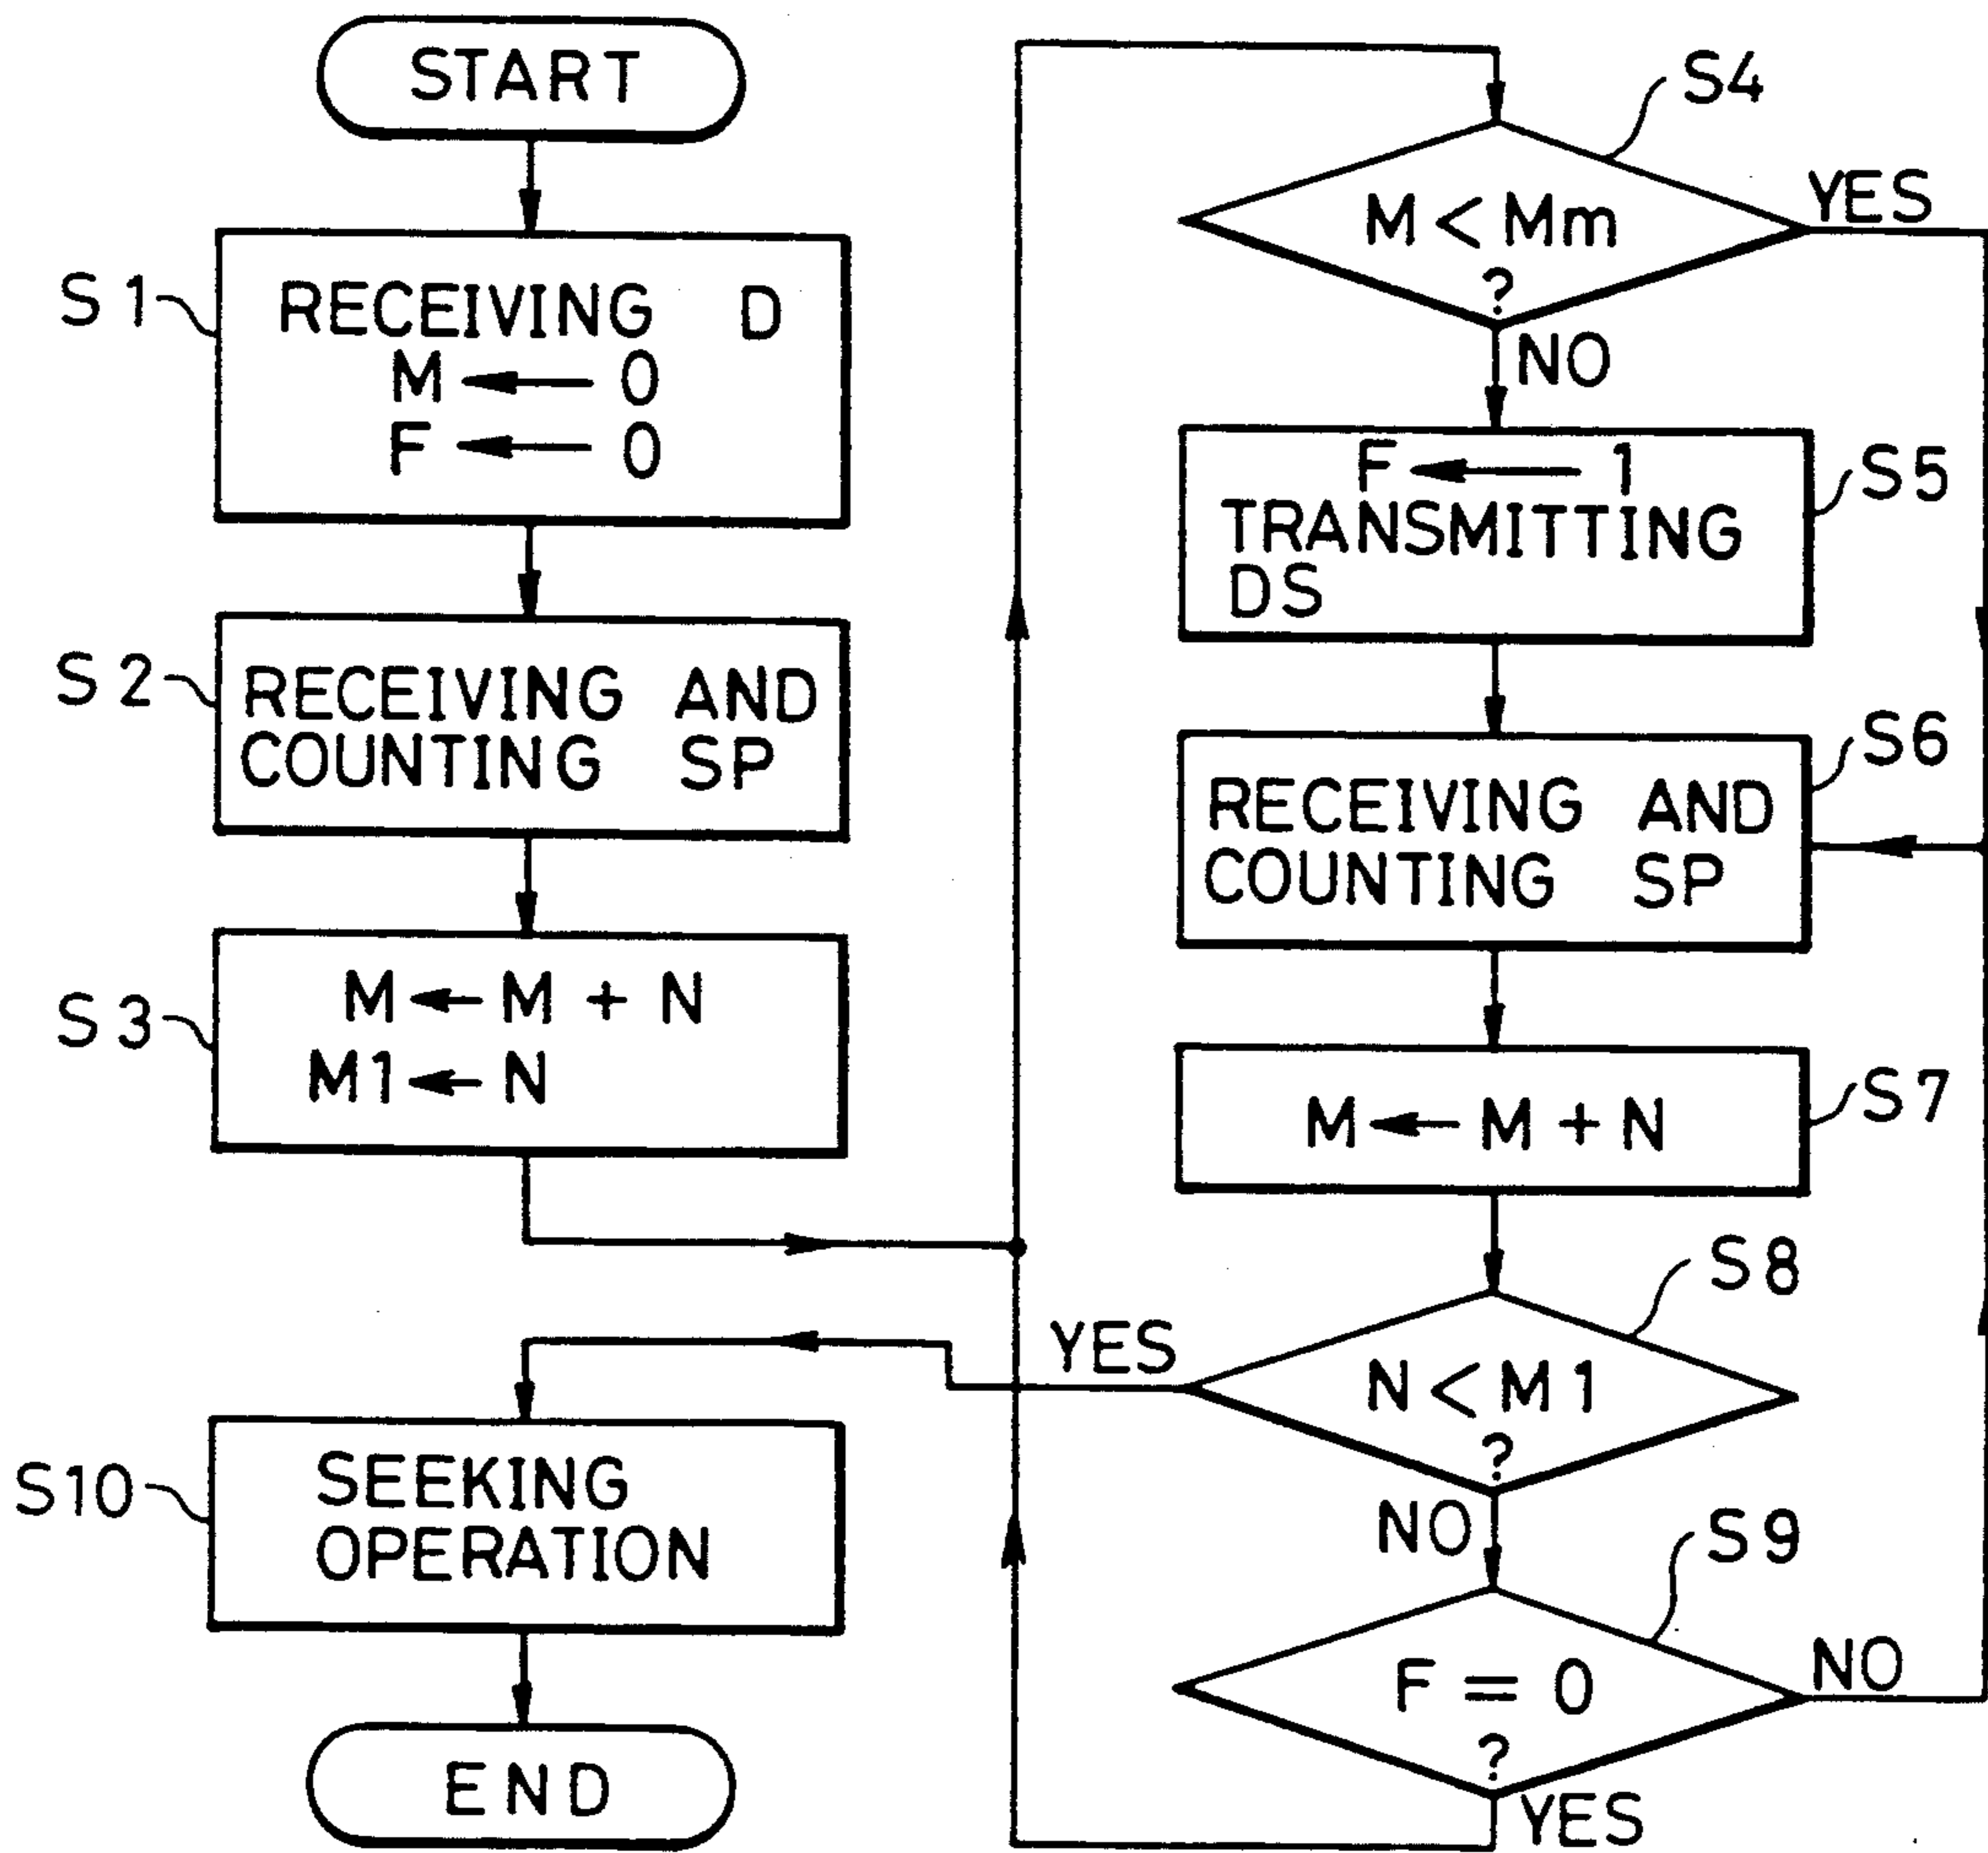 START
S1
RECEIVING D
M ← 0
F ← 0
S2
RECEIVING AND
COUNTING SP
S3
M ← M + N
M1 ← N
S10
SEEKING
OPERATION
END
S4
M < Mm
?
YES
NO
S5
F ← 1
TRANSMITTING
DS
S6
RECEIVING AND
COUNTING SP
S7
M ← M + N
S8
N < M1
?
YES
NO
S9
F = 0
?
NO
YES